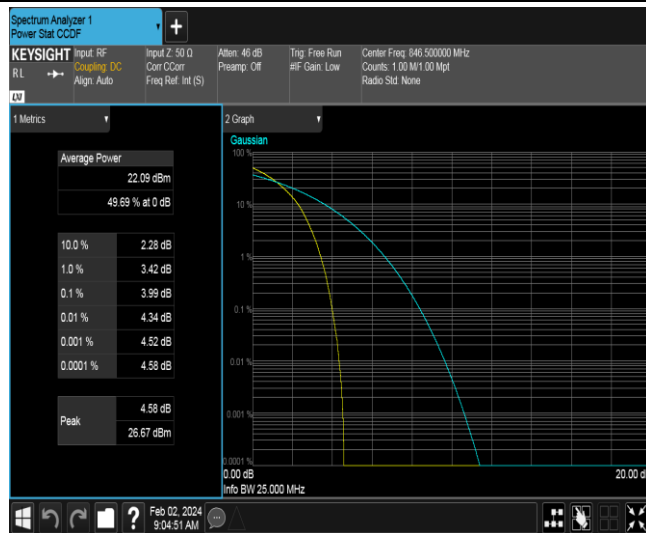 Spectrum Analyzer 1
Power Stat CCDF
+
KEYSIGHT
RL
Input: RF
Coupling: DC
Align: Auto
Input Z: 50 Ω
Corr CCorr
Freq Ref: Int (S)
Atten: 46 dB
Preamp: Off
Trig: Free Run
#IF Gain: Low
Center Freq: 846.500000 MHz
Counts: 1.00 M/1.00 Mpt
Radio Std: None
1 Metrics
Average Power
22.09 dBm
49.69 % at 0 dB
10.0 % 2.28 dB
1.0 % 3.42 dB
0.1 % 3.99 dB
0.01 % 4.34 dB
0.001 % 4.52 dB
0.0001 % 4.58 dB
Peak
4.58 dB
26.67 dBm
2 Graph
Gaussian
100 %
10 %
1 %
0.1 %
0.01 %
0.001 %
0.0001 %
0.00 dB
20.00 d
Info BW 25.000 MHz
?
Feb 02, 2024
9:04:51 AM